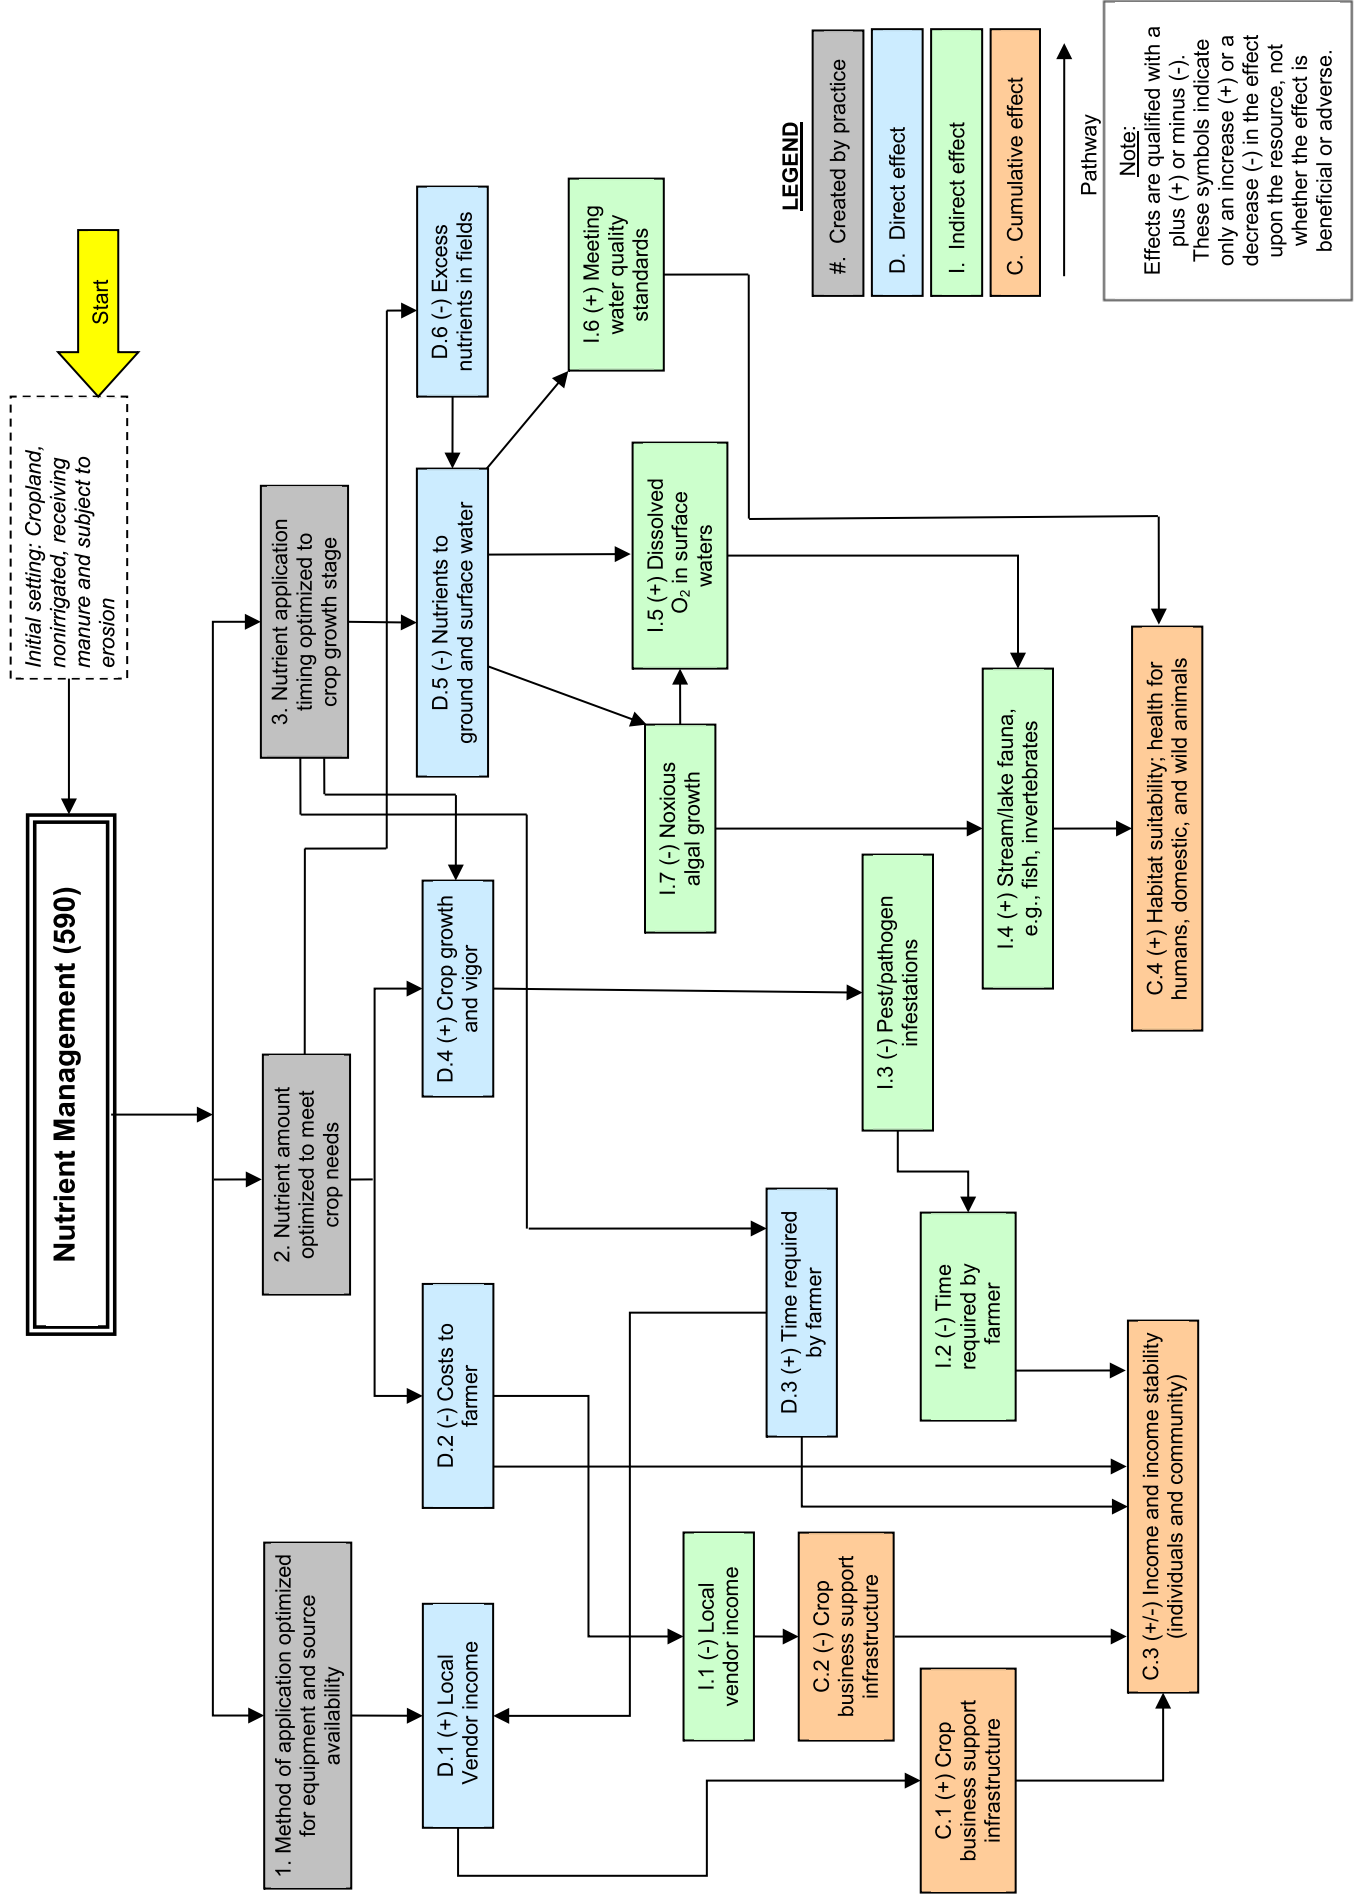 Start
Initial setting: Cropland,
nonirrigated, receiving
manure and subject to
erosion
Nutrient Management (590)
1. Method of application optimized
for equipment and source
availability
2. Nutrient amount
optimized to meet
crop needs
3. Nutrient application
timing optimized to
crop growth stage
D.1 (+) Local
Vendor income
D.2 (-) Costs to
farmer
D.4 (+) Crop growth
and vigor
D.5 (-) Nutrients to
ground and surface water
D.6 (-) Excess
nutrients in fields
I.6 (+) Meeting
water quality
standards
I.5 (+) Dissolved
O2 in surface
waters
I.7 (-) Noxious
algal growth
I.1 (-) Local
vendor income
D.3 (+) Time required
by farmer
C.2 (-) Crop
business support
infrastructure
I.3 (-) Pest/pathogen
infestations
C.1 (+) Crop
business support
infrastructure
I.2 (-) Time
required by
farmer
I.4 (+) Stream/lake fauna,
e.g., fish, invertebrates
C.3 (+/-) Income and income stability
(individuals and community)
C.4 (+) Habitat suitability; health for
humans, domestic, and wild animals
LEGEND
#. Created by practice
D. Direct effect
I. Indirect effect
C. Cumulative effect
Pathway
Note:
Effects are qualified with a
plus (+) or minus (-).
These symbols indicate
only an increase (+) or a
decrease (-) in the effect
upon the resource, not
whether the effect is
beneficial or adverse.